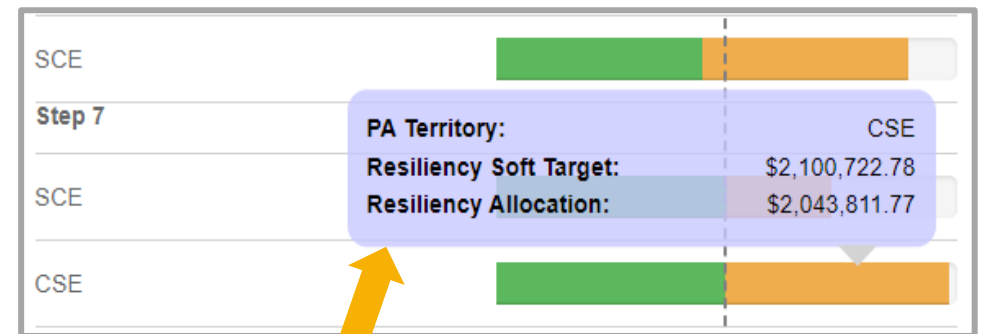 SCE
Step 7
PA Territory: CSE
Resiliency Soft Target: $2,100,722.78
SCE
Resiliency Allocation: $2,043,811.77
CSE